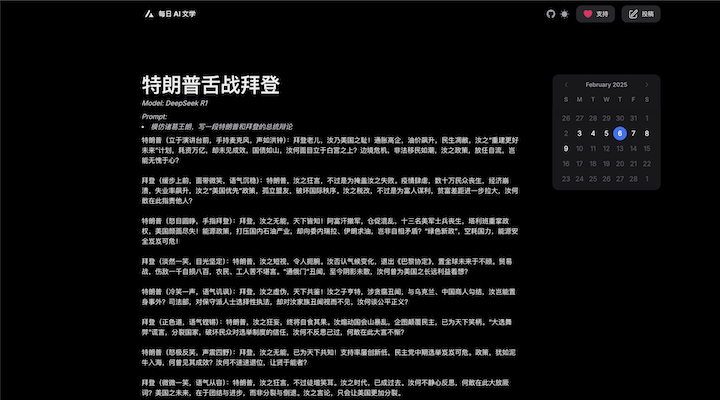 每日 AI 文学
支持
投稿
特朗普舌战拜登
Model: DeepSeek R1
Prompt:
模仿诸葛王朗，写一段特朗普和拜登的总统辩论
特朗普（立于演讲台前，手持麦克风，声如洪钟）：拜登老儿，汝乃美国之耻！通胀高企，油价飙升，民生凋敝，汝之“重建更好
未来”计划，耗资万亿，却未见成效，国债如山，汝何面目立于白宫之上？边境危机，非法移民如潮，汝之政策，放任自流，岂
能无愧于心？
拜登（缓步上前，面带微笑，语气沉稳）：特朗普，汝之狂言，不过是为掩盖汝之失败，疫情肆虐，数十万民众丧生，经济崩
溃，失业率飙升，汝之“美国优先”政策，孤立盟友，破坏国际秩序，汝之税改，不过是为富人谋利，贫富差距进一步拉大，汝何
敢在此指责他人？
特朗普（怒目圆睁，手指拜登）：拜登，汝之无能，天下皆知！阿富汗撤军，仓促混乱，十三名美军士兵丧生，塔利班重掌政
权，美国颜面尽失！能源政策，打压国内石油产业，却向委内瑞拉、伊朗求油，岂非自相矛盾？“绿色新政”，空耗国力，能源安
全岌岌可危！
拜登（淡然一笑，目光坚定）：特朗普，汝之短视，令人扼腕。汝否认气候变化，退出《巴黎协定》，置全球未来于不顾。贸易
战，伤敌一千自损八百，农民、工人苦不堪言。“通俄门”丑闻，至今阴影未散，汝何曾为美国之长远利益着想？
特朗普（冷笑一声，语气讥讽）：拜登，汝之虚伪，天下共鉴！汝之子亨特，涉贪腐丑闻，与乌克兰、中国商人勾结，汝岂能置
身事外？司法部，对保守派人士选择性执法，却对汝家族丑闻视而不见，汝何谈公平正义？
拜登（正色道，语气铿锵）：特朗普，汝之狂妄，终将自食其果。汝煽动国会山暴乱，企图颠覆民主，已为天下笑柄。“大选舞
弊”谎言，分裂国家，破坏民众对选举制度的信任，汝何不反思己过，何敢在此大言不惭？
特朗普（怒极反笑，声震四野）：拜登，汝之无能，已为天下共知！支持率屡创新低，民主党中期选举岌岌可危。政策，犹如泥
牛入海，何曾见其成效？汝何不速速退位，让贤于能者？
拜登（微微一笑，语气从容）：特朗普，汝之狂言，不过徒增笑耳。汝之时代，已成过去。汝何不静心反思，何敢在此大放厥
词？美国之未来，在于团结与进步，而非分裂与倒退。汝之言论，只会让美国更加分裂。
February 2025
S M T W T F S
26 27 28 29 30 31 1
2 3 4 5 6 7 8
9 10 11 12 13 14 15
16 17 18 19 20 21 22
23 24 25 26 27 28 1